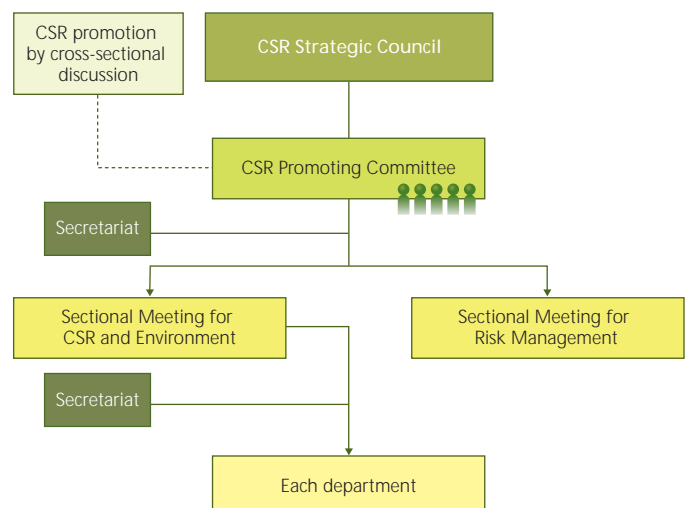 CSR promotion
by cross-sectional
discussion
CSR Strategic Council
CSR Promoting Committee
Secretariat
Sectional Meeting for
CSR and Environment
Sectional Meeting for
Risk Management
Secretariat
Each department